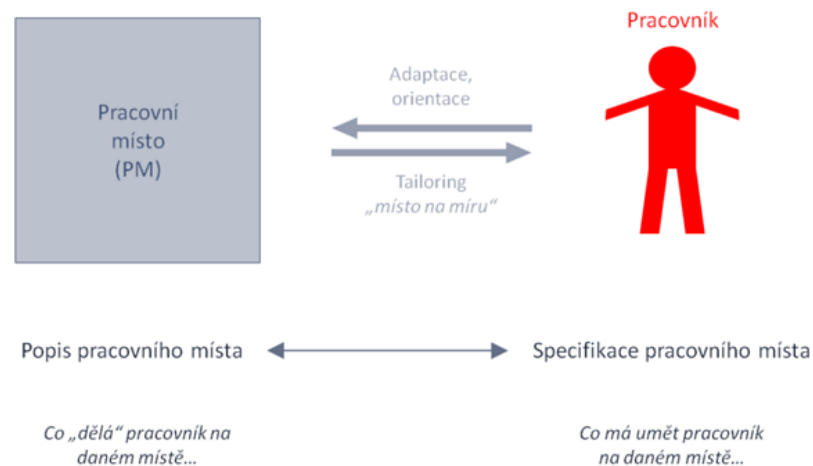 Pracovník
Pracovní
místo
(PM)
Adaptace,
orientace
Tailoring
„místo na míru“
Popis pracovního místa
Specifikace pracovního místa
Co „dělá“ pracovník na
daném místě...
Co má umět pracovník
na daném místě...